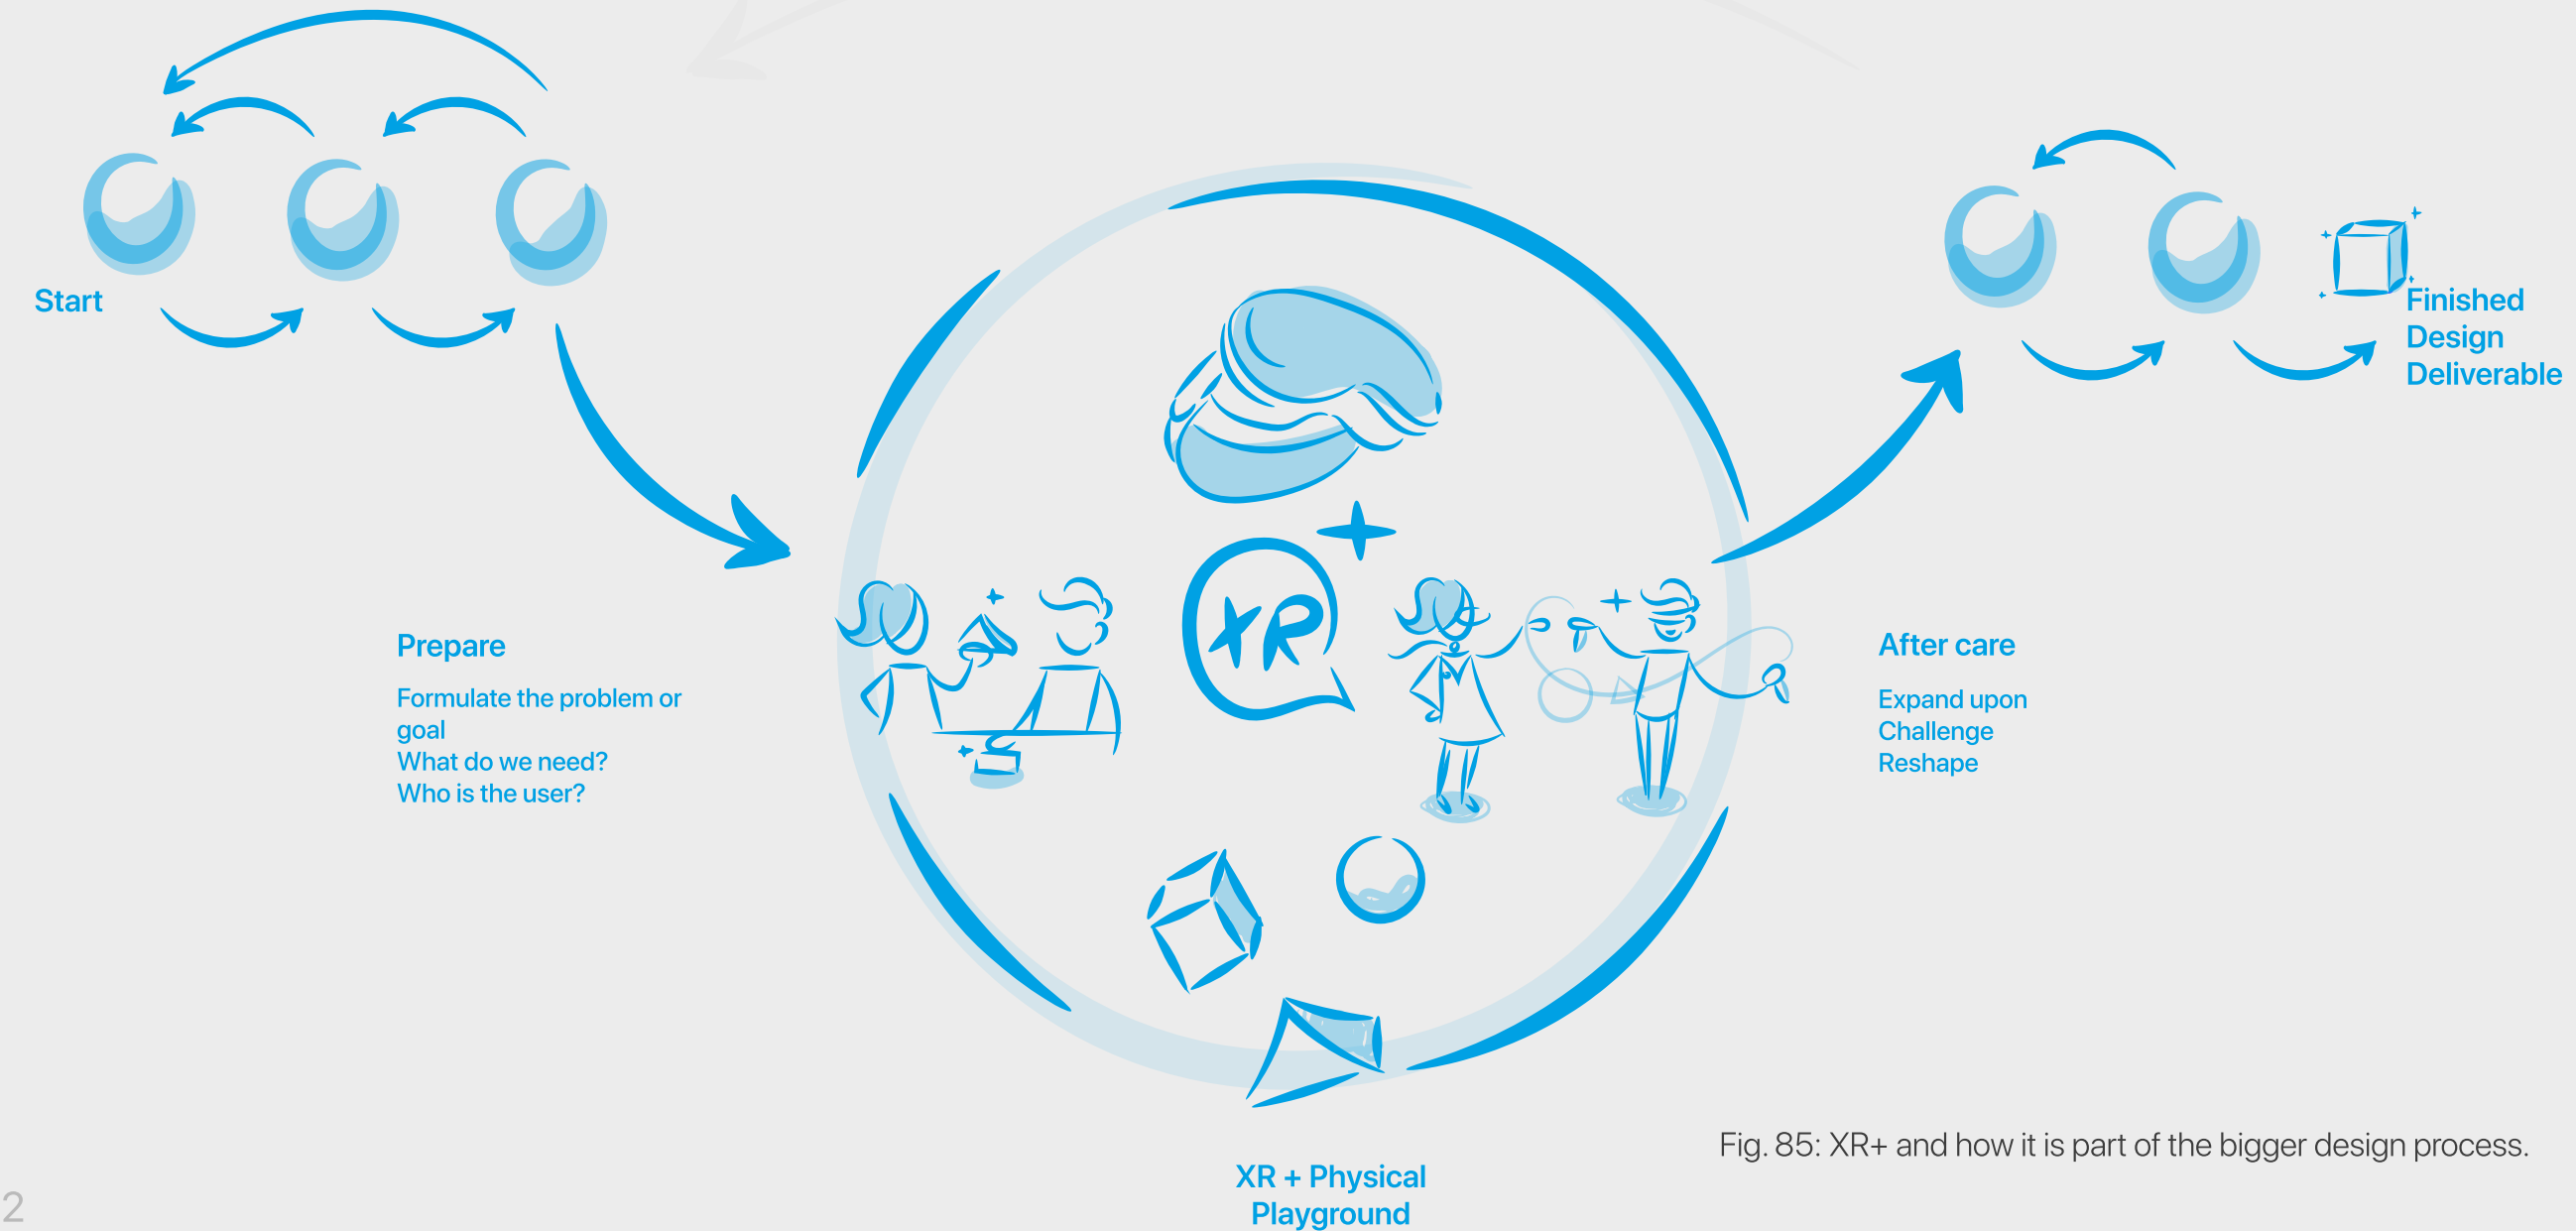 Start
Finished
Design
Deliverable
XR
Prepare
Formulate the problem or
goal
What do we need?
Who is the user?
After care
Expand upon
Challenge
Reshape
Fig. 85: XR+ and how it is part of the bigger design process.
XR + Physical
Playground
2